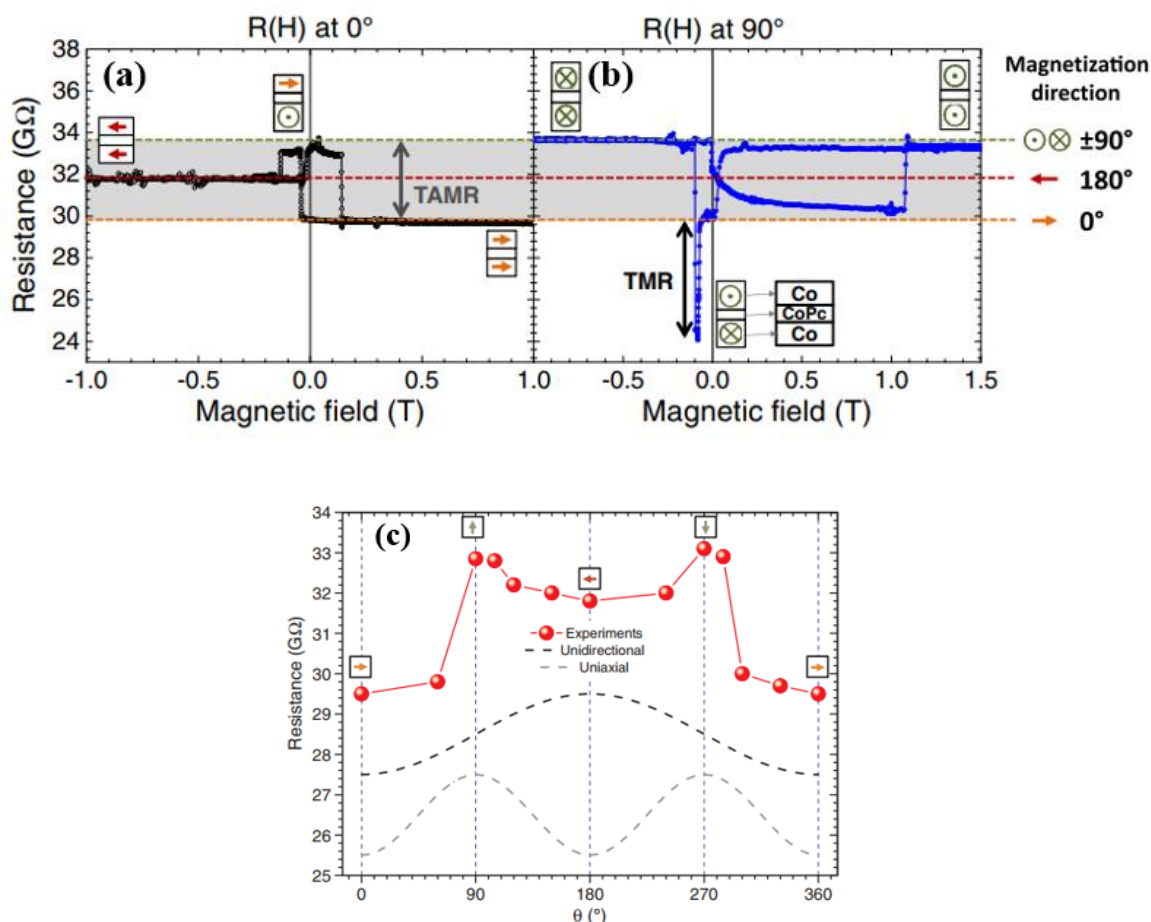 R(H) at 0°
R(H) at 90°
(a)
(b)
Resistance (GΩ)
38
36
34
32
30
28
26
24
TAMR
TMR
Co
CoPc
Co
Magnetization
direction
±90°
180°
0°
-1.0 -0.5 0.0 0.5 1.0
-0.5 0.0 0.5 1.0 1.5
Magnetic field (T)
Magnetic field (T)
(c)
Resistance (GΩ)
34
33
32
31
30
29
28
27
26
25
Experiments
Unidirectional
Uniaxial
0 90 180 270 360
θ (°)